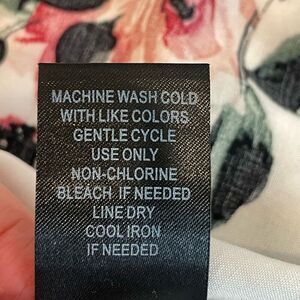 MACHINE WASH COLD
WITH LIKE COLORS
GENTLE CYCLE
USE ONLY
NON-CHLORINE
BLEACH IF NEEDED
LINE DRY
COOL IRON
IF NEEDED